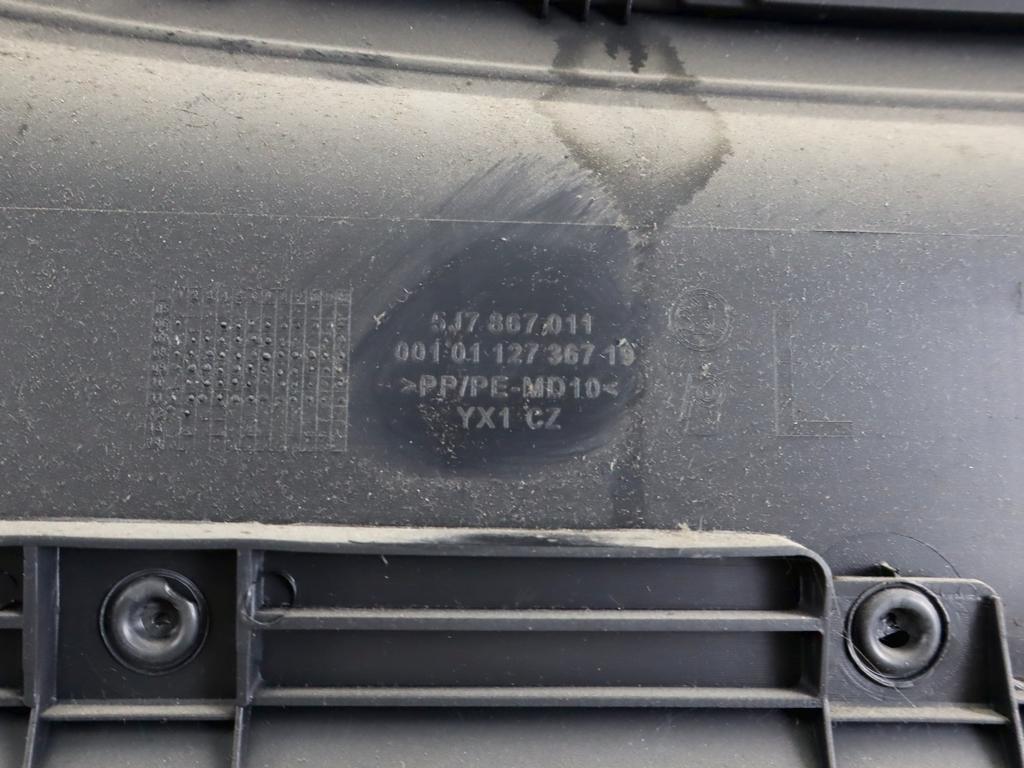 5J7 867 011
001 01 127 367 19
>PP/PE-MD10<
YX1 CZ
L